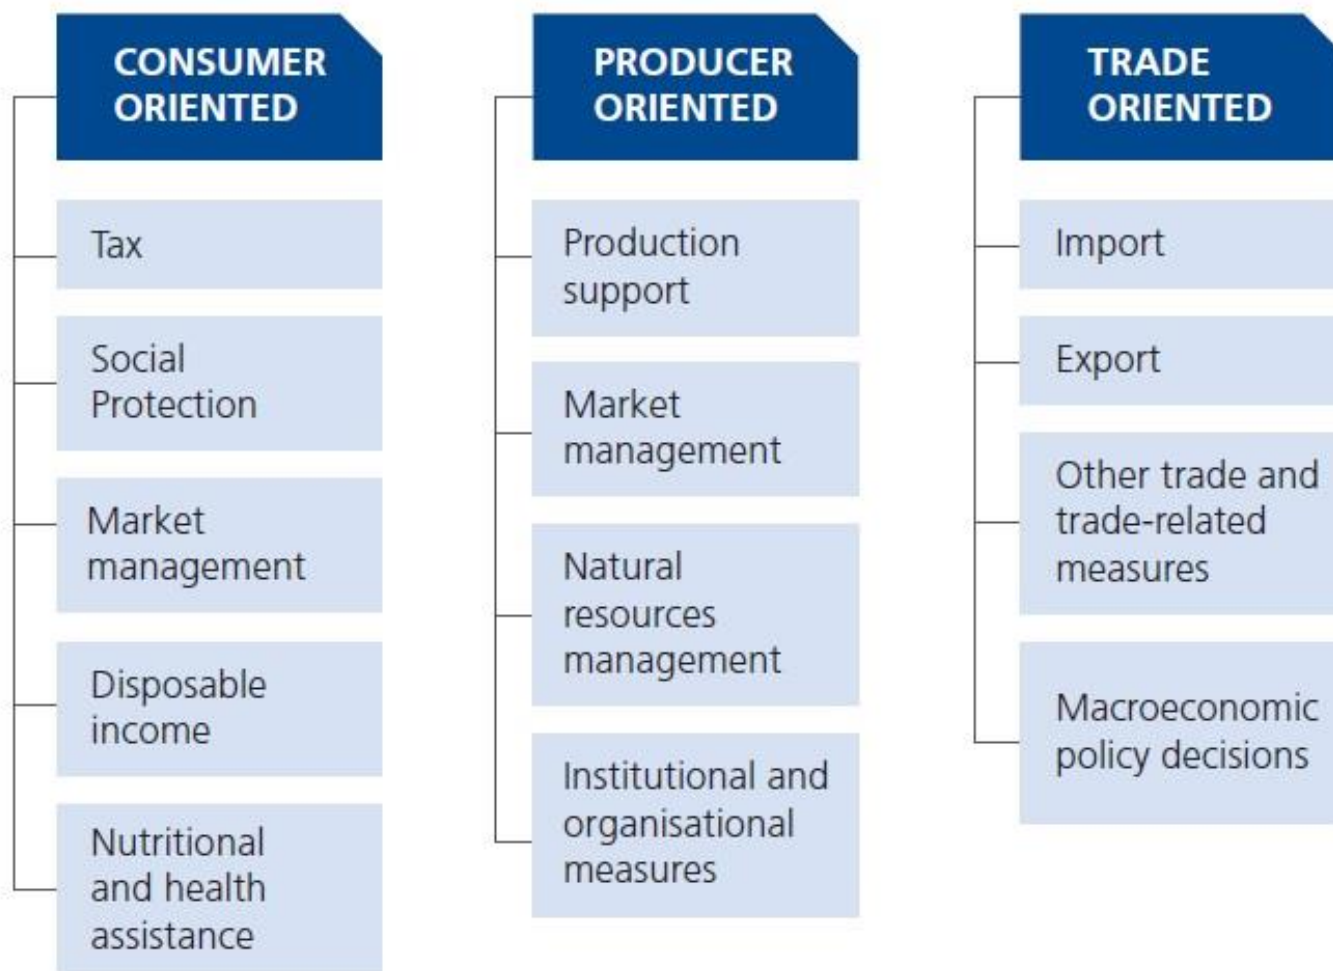 CONSUMER
ORIENTED
Tax
Social
Protection
Market
management
Disposable
income
Nutritional
and health
assistance
PRODUCER
ORIENTED
Production
support
Market
management
Natural
resources
management
Institutional and
organisational
measures
TRADE
ORIENTED
Import
Export
Other trade and
trade-related
measures
Macroeconomic
policy decisions